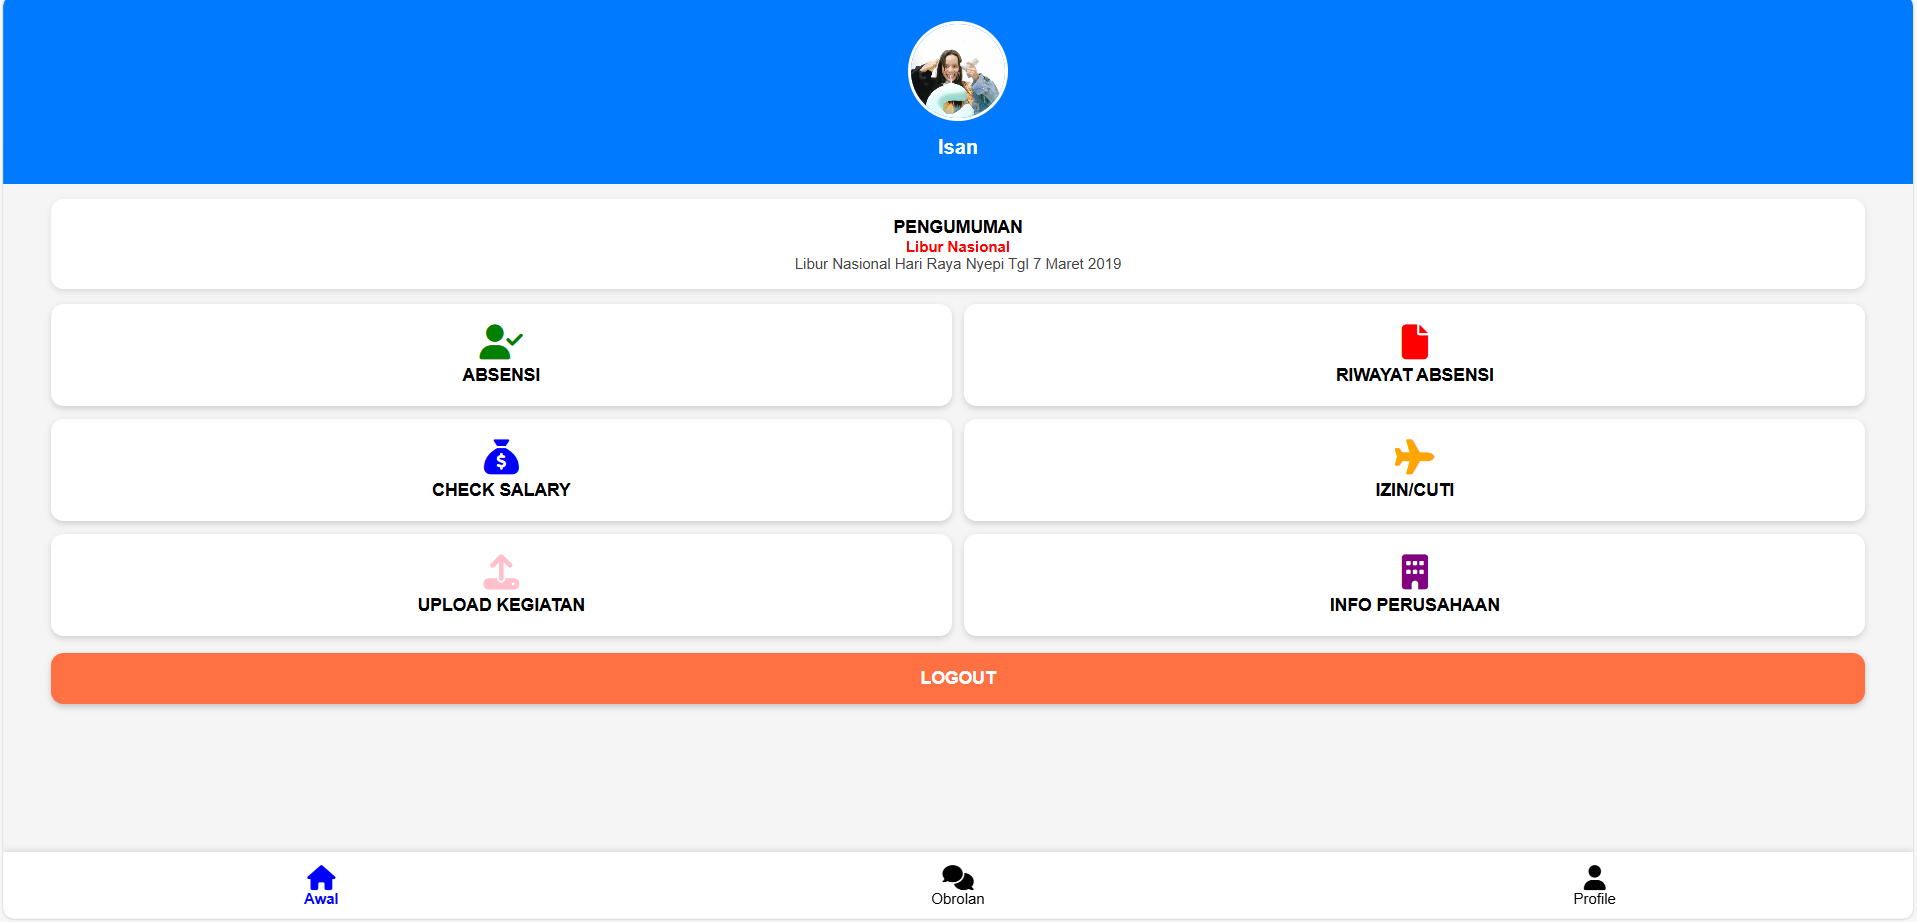 Isan
PENGUMUMAN
Libur Nasional
Libur Nasional Hari Raya Nyepi Tgl 7 Maret 2019
ABSENSI
RIWAYAT ABSENSI
$
CHECK SALARY
IZIN/CUTI
UPLOAD KEGIATAN
INFO PERUSAHAAN
LOGOUT
Awal
Obrolan
Profile